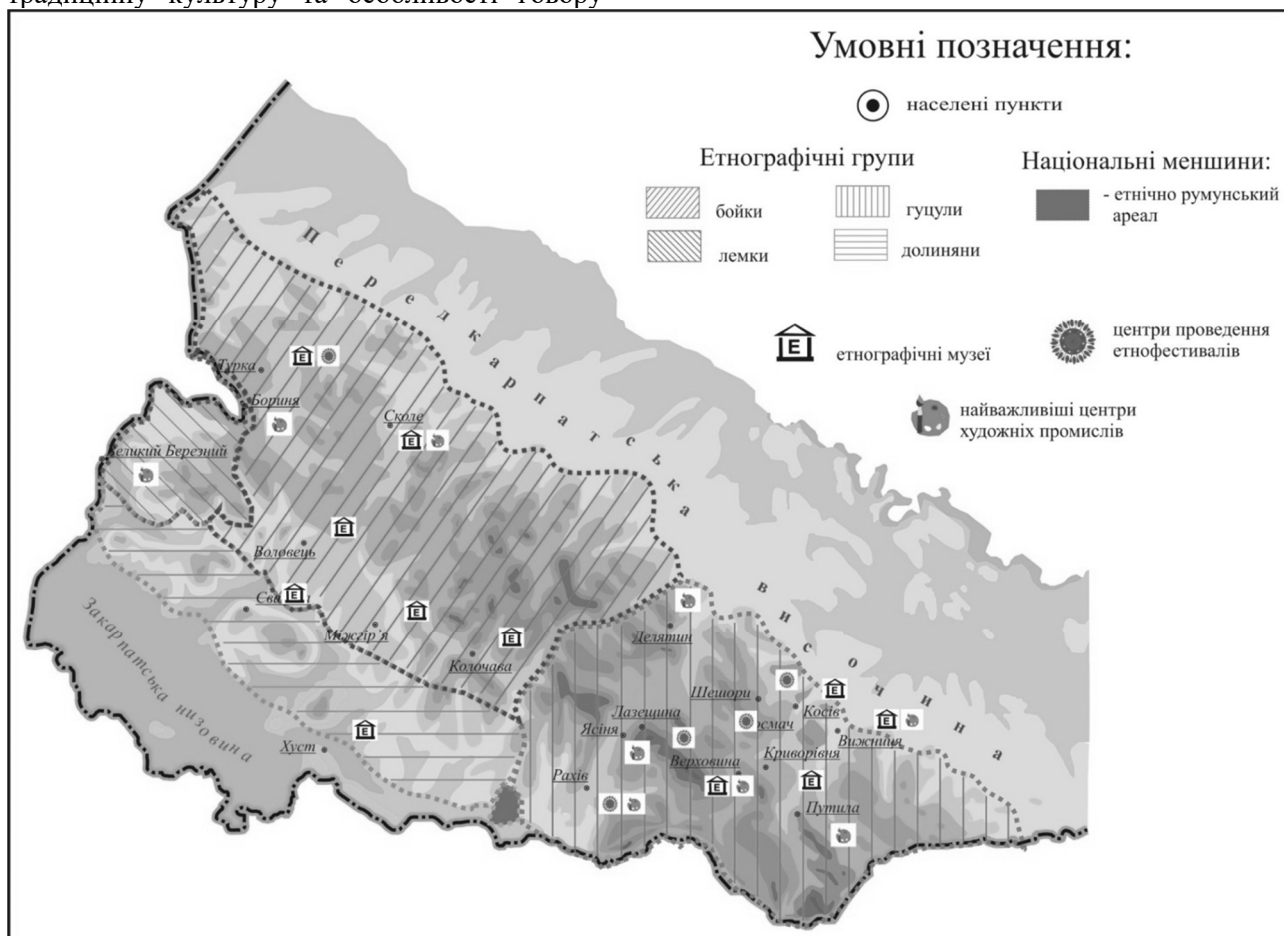 традиційну культуру та особливості говору
Умовні позначення:
населені пункти
Етнографічні групи
Національні меншини:
бойки
гуцули
- етнічно румунський
ареал
лемки
долиняни
етнографічні музеї
центри проведення
етнофестивалів
найважливіші центри
художніх промислів
Передкарпатська височина
Турка
Бориня
Сколе
Великий Березний
Воловець
Міжгір'я
Колочава
Закарпатська низовина
Хуст
Делятин
Шешори
Косів
Лазещина
Ясіня
Вижниця
Криворівня
Верховина
Рахів
Путила